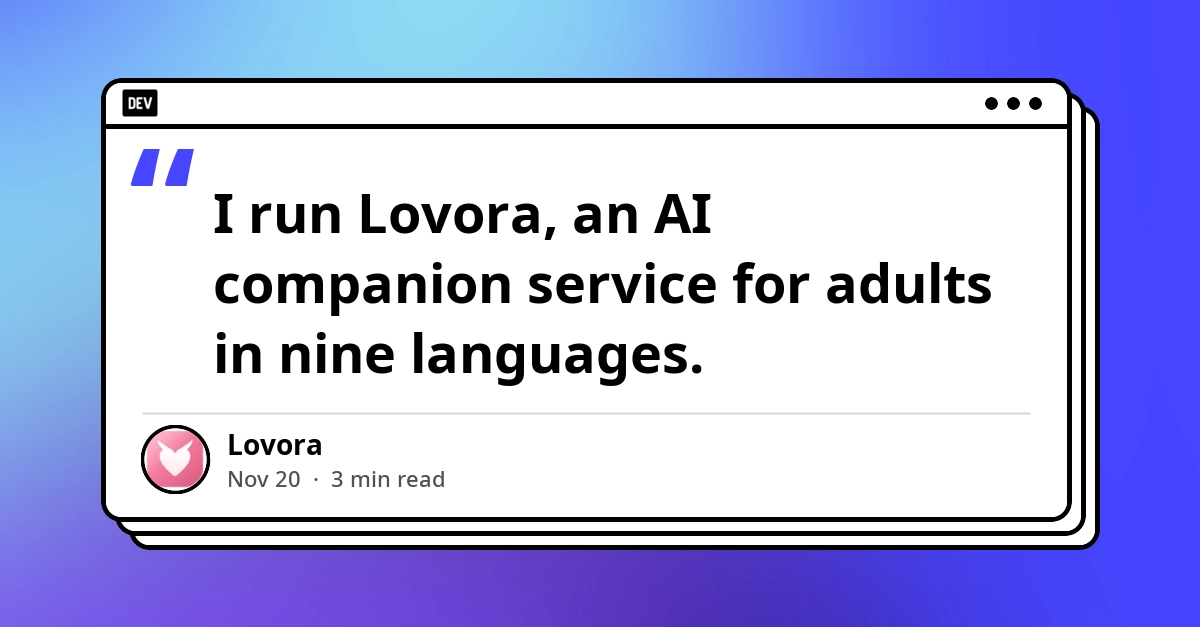 DEV
“
I run Lovora, an AI
companion service for adults
in nine languages.
Lovora
Nov 20 · 3 min read